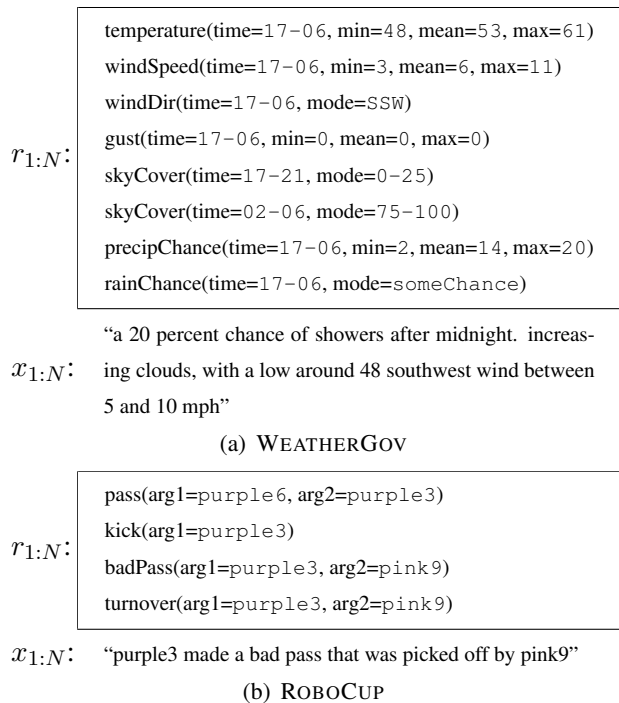 temperature(time=17-06, min=48, mean=53, max=61)
windSpeed(time=17-06, min=3, mean=6, max=11)
windDir(time=17-06, mode=SSW)
gust(time=17-06, min=0, mean=0, max=0)
r1:N:
skyCover(time=17-21, mode=0-25)
skyCover(time=02-06, mode=75-100)
precipChance(time=17-06, min=2, mean=14, max=20)
rainChance(time=17-06, mode=someChance)
“a 20 percent chance of showers after midnight. increas-
x1:N: ing clouds, with a low around 48 southwest wind between
5 and 10 mph”
(a) WEATHERGOV
pass(arg1=purple6, arg2=purple3)
kick(arg1=purple3)
r1:N:
badPass(arg1=purple3, arg2=pink9)
turnover(arg1=purple3, arg2=pink9)
x1:N: “purple3 made a bad pass that was picked off by pink9”
(b) ROBOCUP